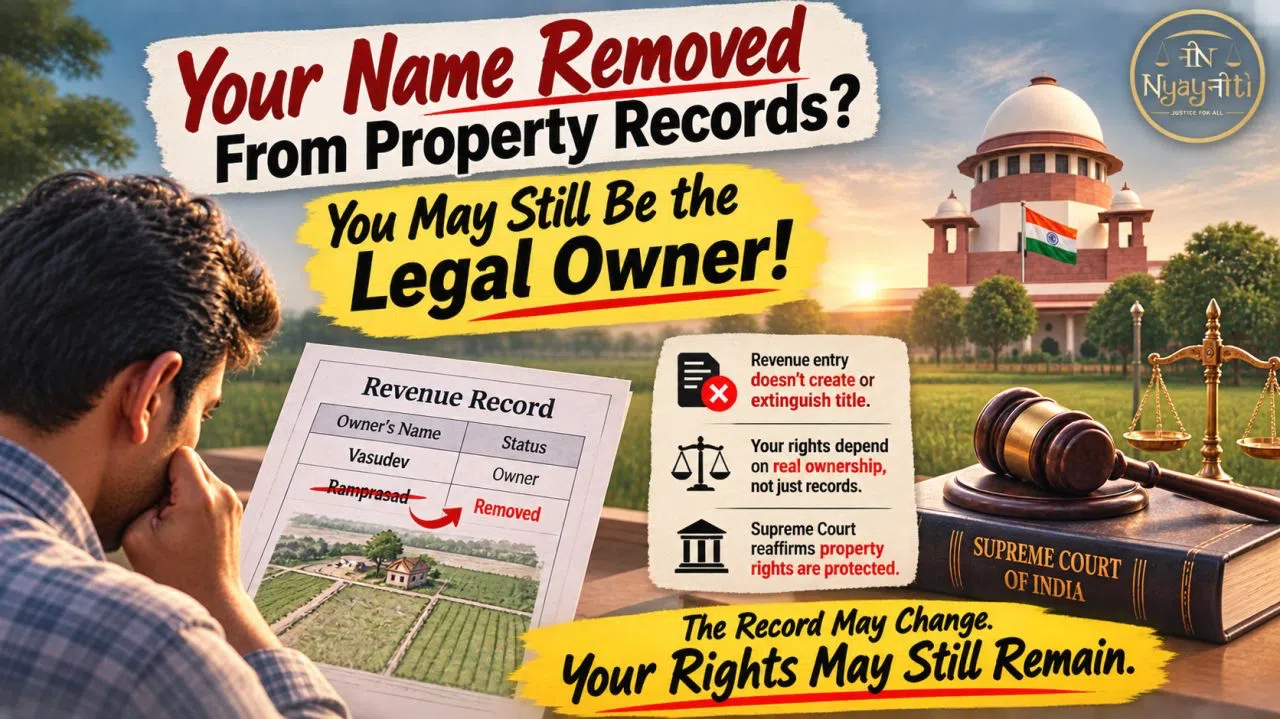 Your Name Removed
From Property Records?
You May Still Be the
Legal Owner!
न
Nyayनीti
JUSTICE FOR ALL
Revenue Record
Owner's Name
Status
Vasudev
Owner
Ramprasad
Removed
Revenue entry
doesn't create or
extinguish title.
Your rights depend
on real ownership,
not just records.
Supreme Court
reaffirms property
rights are protected.
SUPREME COURT
OF INDIA
The Record May Change.
Your Rights May Still Remain.